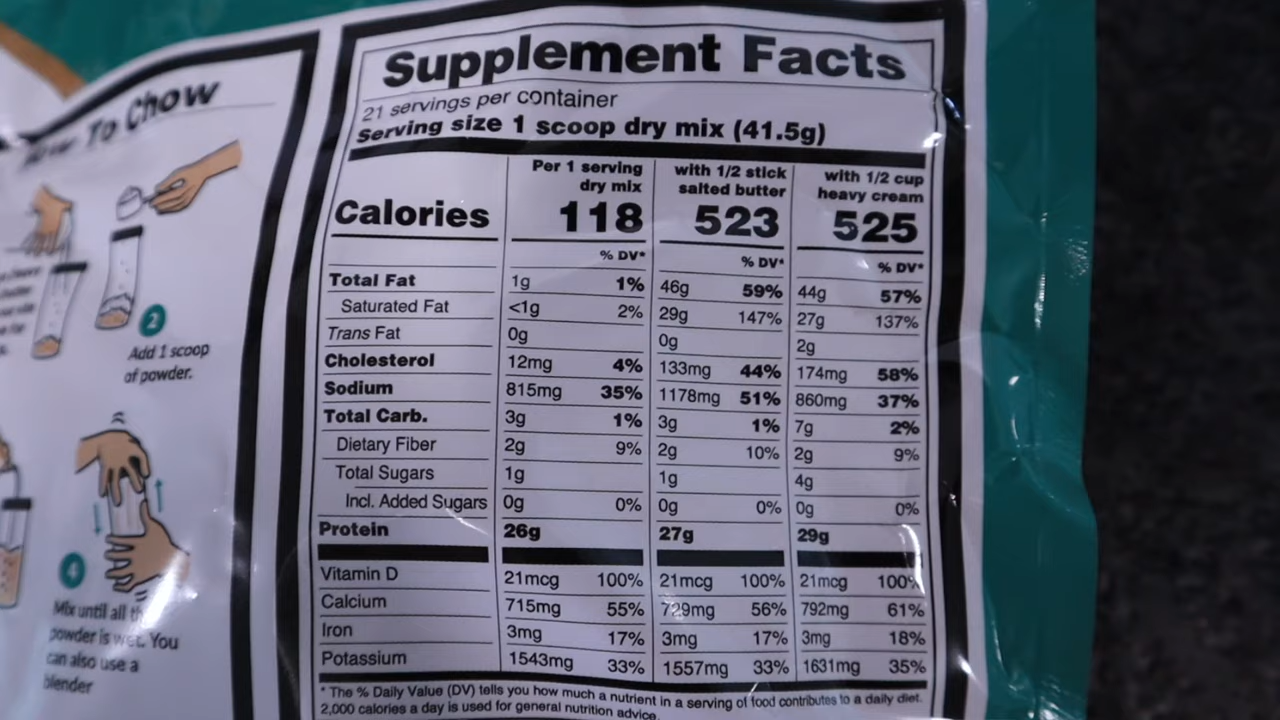 How To Chow
2
Add 1 scoop
of powder.
4
Mix until all
powder is wet. You
can also use a
blender
Supplement Facts
21 servings per container
Serving size 1 scoop dry mix (41.5g)
Per 1 serving dry mix with 1/2 stick salted butter with 1/2 cup heavy cream
Calories 118 523 525
% DV* % DV* % DV*
Total Fat 1g 1% 46g 59% 44g 57%
Saturated Fat <1g 2% 29g 147% 27g 137%
Trans Fat 0g 0g 2g
Cholesterol 12mg 4% 133mg 44% 174mg 58%
Sodium 815mg 35% 1178mg 51% 860mg 37%
Total Carb. 3g 1% 3g 1% 7g 2%
Dietary Fiber 2g 9% 2g 10% 2g 9%
Total Sugars 1g 1g 4g
Incl. Added Sugars 0g 0% 0g 0% 0g 0%
Protein 26g 27g 29g
Vitamin D 21mcg 100% 21mcg 100% 21mcg 100%
Calcium 715mg 55% 729mg 56% 792mg 61%
Iron 3mg 17% 3mg 17% 3mg 18%
Potassium 1543mg 33% 1557mg 33% 1631mg 35%
* The % Daily Value (DV) tells you how much a nutrient in a serving of food contributes to a daily diet.
2,000 calories a day is used for general nutrition advice.